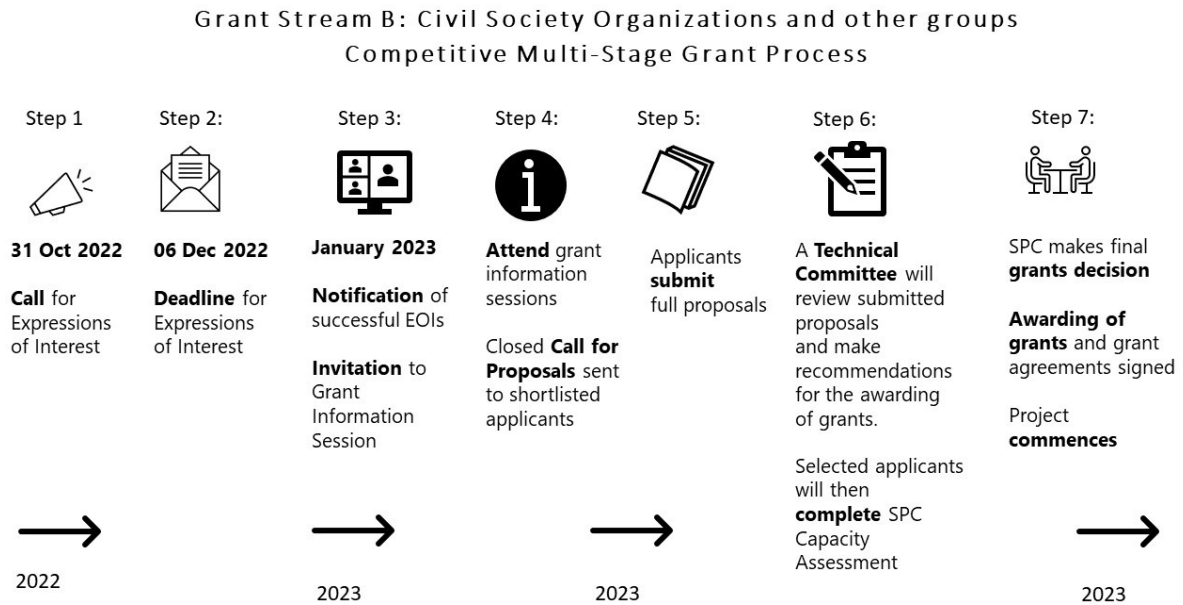 Grant Stream B: Civil Society Organizations and other groups
Competitive Multi-Stage Grant Process
Step 1
31 Oct 2022
Call for
Expressions
of Interest
Step 2:
06 Dec 2022
Deadline for
Expressions
of Interest
Step 3:
January 2023
Notification of
successful EOIs
Invitation to
Grant
Information
Session
Step 4:
Attend grant
information
sessions
Closed Call for
Proposals sent
to shortlisted
applicants
Step 5:
Applicants
submit
full proposals
Step 6:
A Technical
Committee will
review submitted
proposals
and make
recommendations
for the awarding
of grants.
Selected applicants
will then
complete SPC
Capacity
Assessment
Step 7:
SPC makes final
grants decision
Awarding of
grants and grant
agreements signed
Project
commences
2022
2023
2023
2023